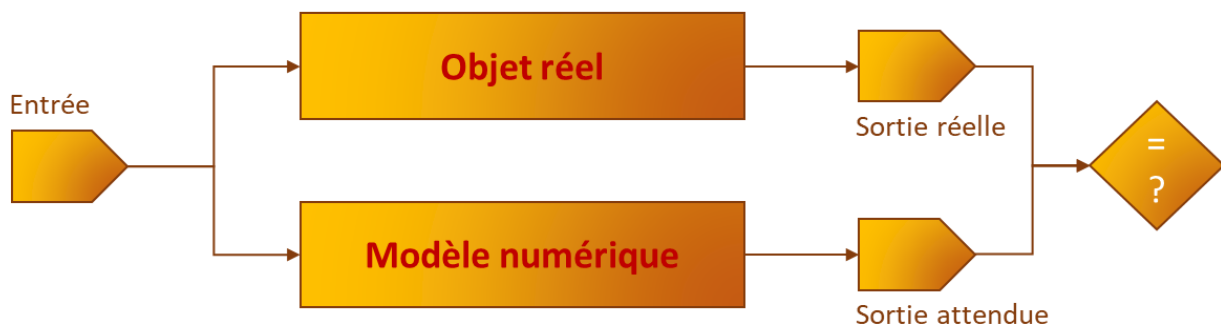 Objet réel
Entrée
Sortie réelle
=
?
Modèle numérique
Sortie attendue